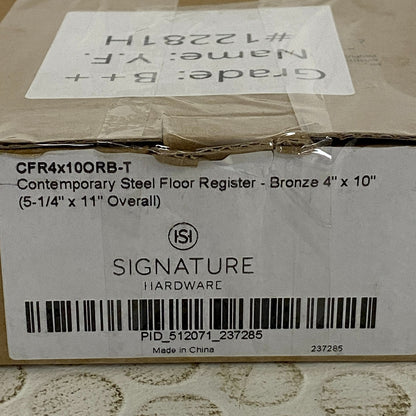 Grade: B++
Name: Y.F.
#12281H
CFR4x10ORB-T
Contemporary Steel Floor Register - Bronze 4" x 10"
(5-1/4" x 11" Overall)
SIGNATURE
HARDWARE
PID_512071_237285
Made in China
237285